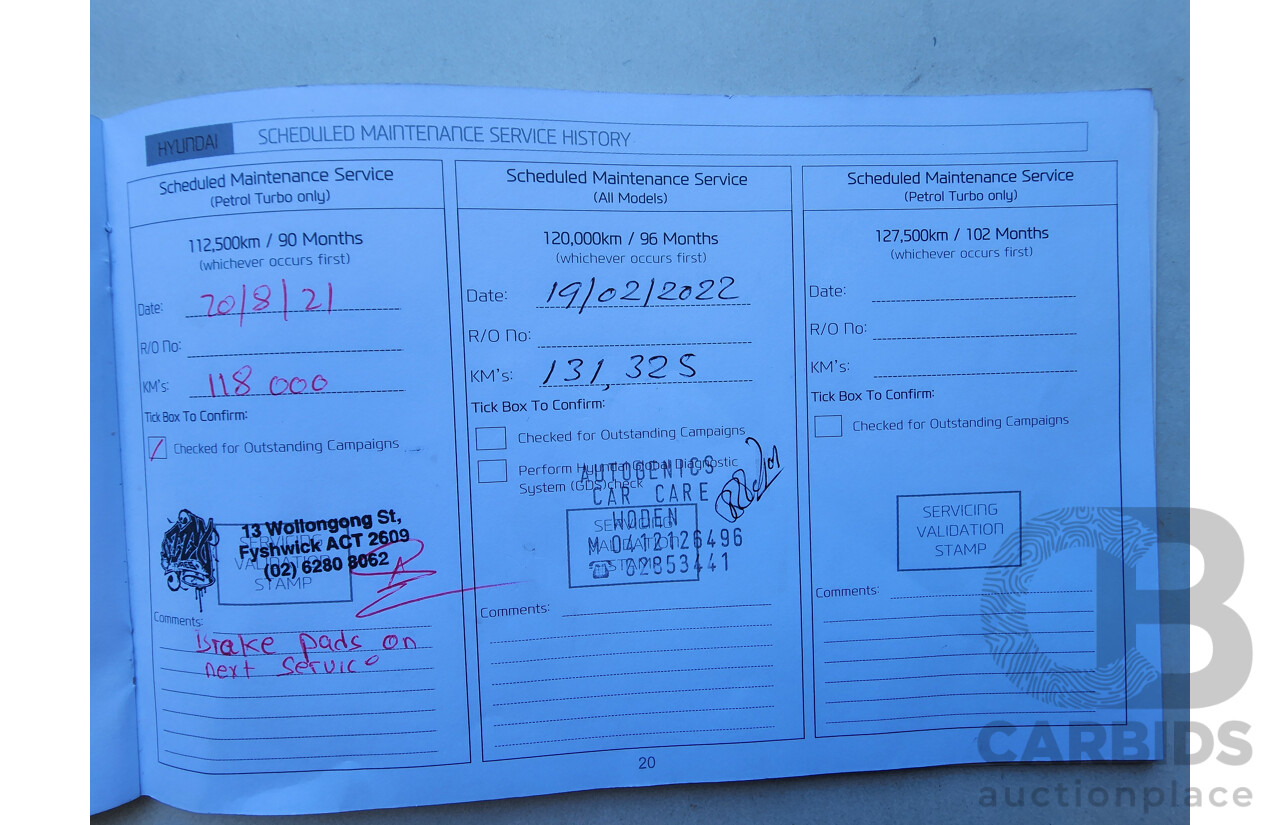 HYUNDAI
SCHEDULED MAINTENANCE SERVICE HISTORY
Scheduled Maintenance Service
(Petrol Turbo only)
112,500km / 90 Months
(whichever occurs first)
Date: 20/8/21
R/O No:
KM's: 118 000
Tick Box To Confirm:
Checked for Outstanding Campaigns
13 Wollongong St,
Fyshwick ACT 2609
(02) 6280 8062
SERVICING
VALIDATION
STAMP
Comments:
Brake pads on
next service
Scheduled Maintenance Service
(All Models)
120,000km / 96 Months
(whichever occurs first)
Date: 19/02/2022
R/O No:
KM's: 131,325
Tick Box To Confirm:
Checked for Outstanding Campaigns
Perform Hyundai Global Diagnostic
System (GDS) check
AUTOGENICS
CAR CARE
WODEN
M 0412126496
☎ 62853441
SERVICING
VALIDATION
STAMP
Comments:
Scheduled Maintenance Service
(Petrol Turbo only)
127,500km / 102 Months
(whichever occurs first)
Date:
R/O No:
KM's:
Tick Box To Confirm:
Checked for Outstanding Campaigns
SERVICING
VALIDATION
STAMP
Comments:
20
CB
CARBIDS
auctionplace